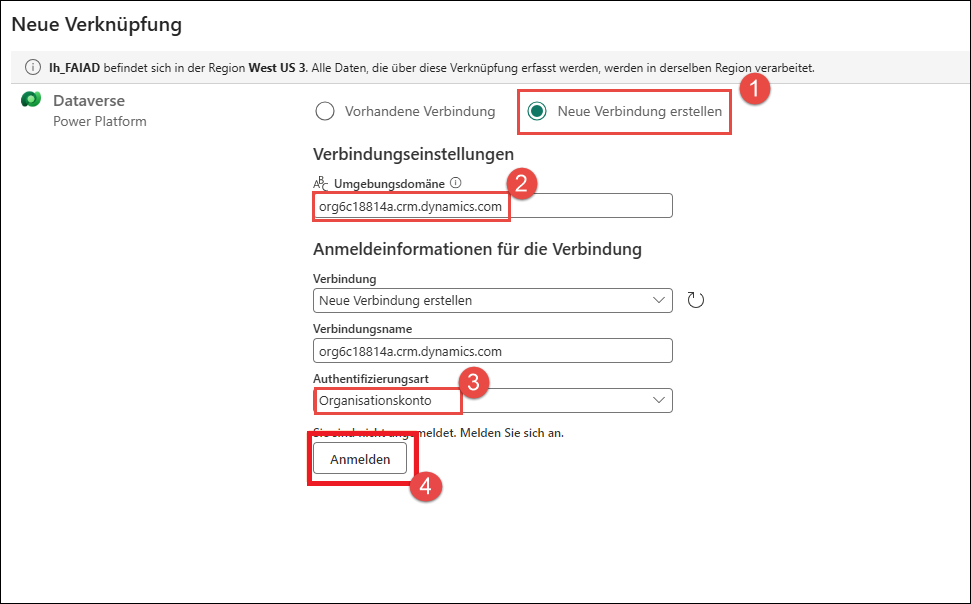 Neue Verknüpfung
lh_FAIAD befindet sich in der Region West US 3. Alle Daten, die über diese Verknüpfung erfasst werden, werden in derselben Region verarbeitet.
1
Dataverse
Power Platform
Vorhandene Verbindung
Neue Verbindung erstellen
Verbindungseinstellungen
ABC Umgebungsdomäne
2
org6c18814a.crm.dynamics.com
Anmeldeinformationen für die Verbindung
Verbindung
Neue Verbindung erstellen
Verbindungsname
org6c18814a.crm.dynamics.com
Authentifizierungsart
3
Organisationskonto
Sie sind nicht angemeldet. Melden Sie sich an.
Anmelden
4